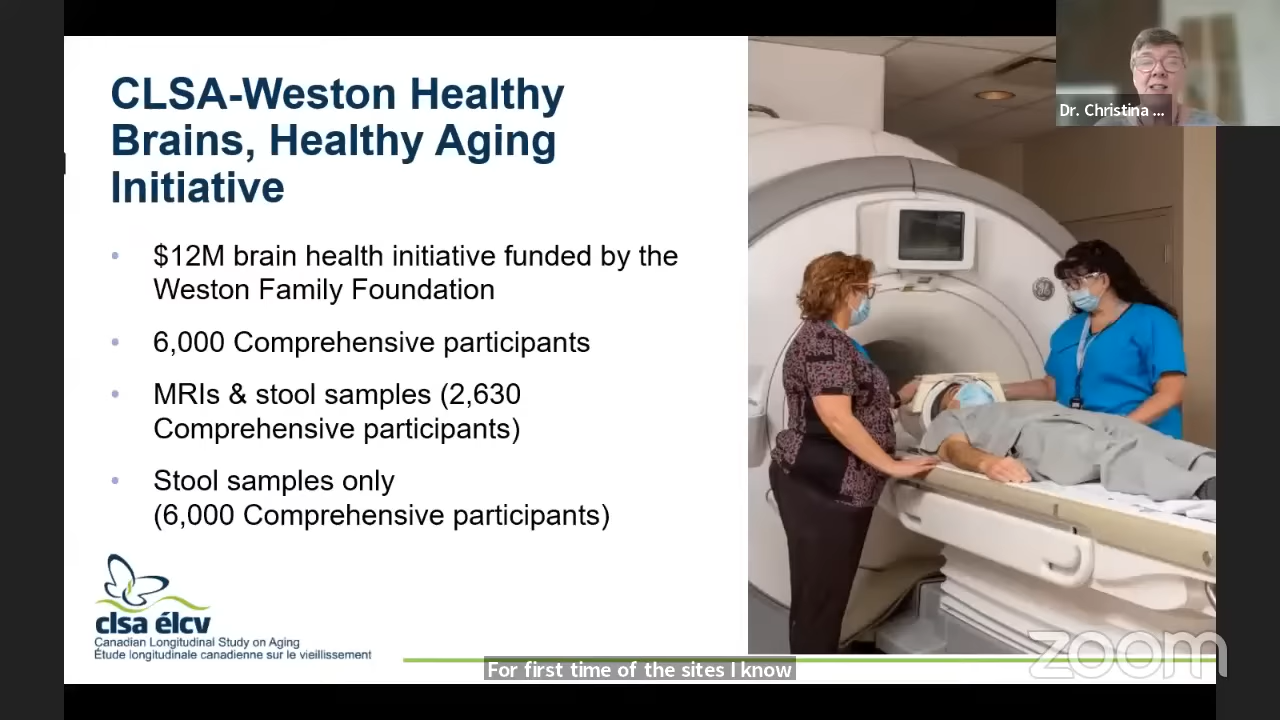 CLSA-Weston Healthy
Brains, Healthy Aging
Initiative
• $12M brain health initiative funded by the
Weston Family Foundation
• 6,000 Comprehensive participants
• MRIs & stool samples (2,630
Comprehensive participants)
• Stool samples only
(6,000 Comprehensive participants)
clsa élcv
Canadian Longitudinal Study on Aging
Étude longitudinale canadienne sur le vieillissement
Dr. Christina ...
GE
For first time of the sites I know
zoom